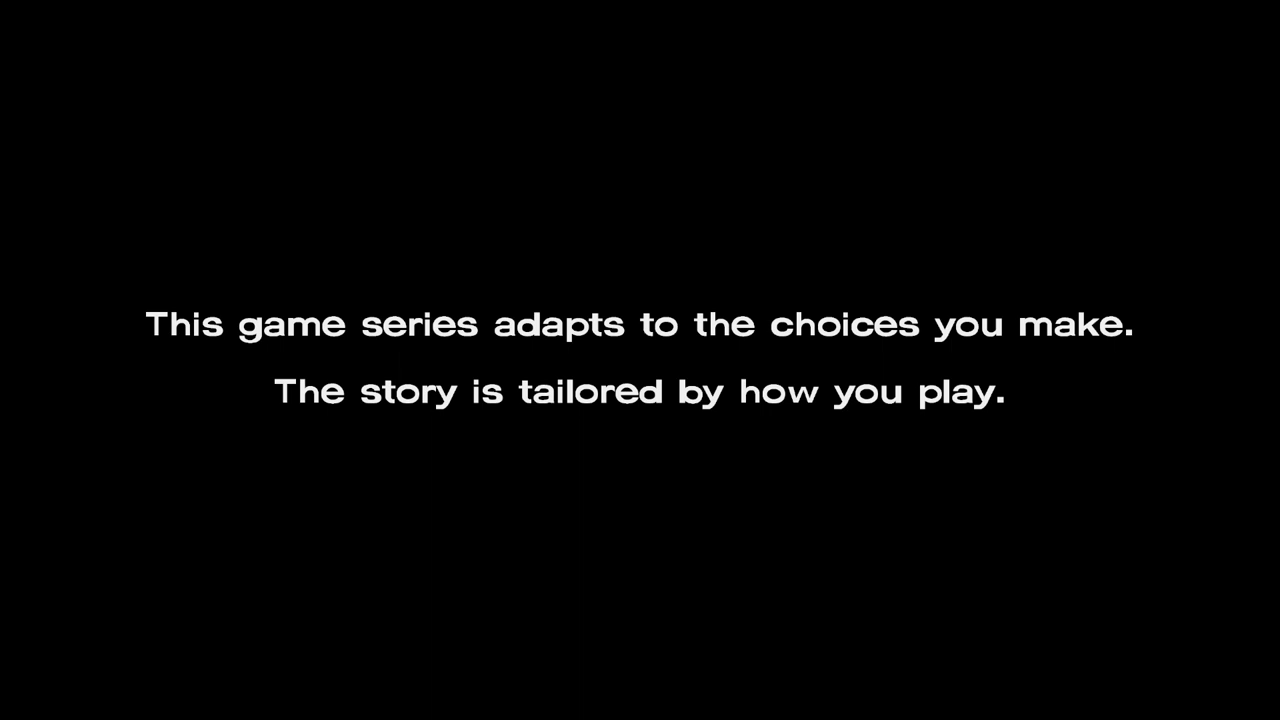 This game series adapts to the choices you make.
The story is tailored by how you play.